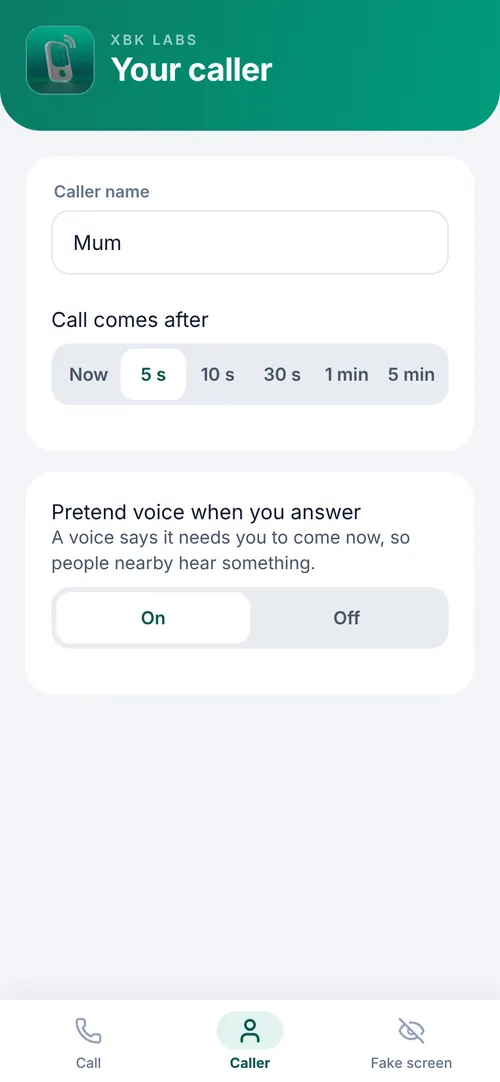 XBK LABS
Your caller
Caller name
Mum
Call comes after
Now 5 s 10 s 30 s 1 min 5 min
Pretend voice when you answer
A voice says it needs you to come now, so
people nearby hear something.
On Off
Call Caller Fake screen